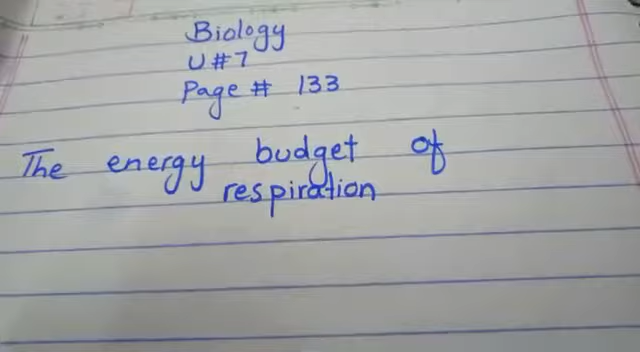 Biology
U#7
Page # 133
The energy budget of
respiration